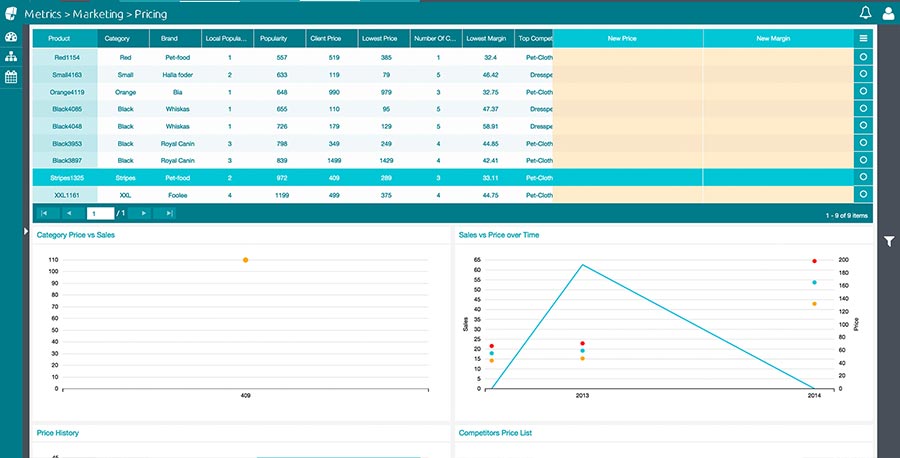 Metrics > Marketing > Pricing
Product Category Brand Local Popula... Popularity Client Price Lowest Price Number Of C... Lowest Margin Top Compet New Price New Margin
Red1154 Red Pet-food 1 557 519 385 1 32.4 Pet-Cloth
Small4163 Small Halla foder 2 633 119 79 5 46.42 Dresspe
Orange4119 Orange Bia 1 648 990 979 3 32.75 Pet-Cloth
Black4085 Black Whiskas 1 655 110 95 5 47.37 Dresspe
Black4048 Black Whiskas 1 726 179 129 5 58.91 Pet-Cloth
Black3953 Black Royal Canin 3 798 349 249 4 44.85 Pet-Cloth
Black3897 Black Royal Canin 3 839 1499 1429 4 42.41 Pet-Cloth
Stripes1325 Stripes Pet-food 2 972 409 289 3 33.11 Pet-Cloth
XXL1161 XXL Foolee 4 1199 499 375 4 44.75 Pet-Cloth
1 / 1 1 - 9 of 9 items
Category Price vs Sales
110
100
90
80
70
60
50
40
30
20
10
0
409
Sales vs Price over Time
65
60
55
50
45
40
35
30
25
20
15
10
5
0
Sales
200
180
160
140
120
100
80
60
40
20
0
Price
2013 2014
Price History
45
Competitors Price List